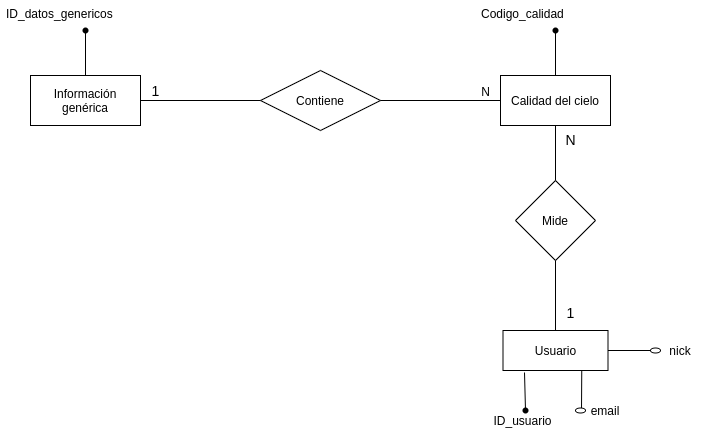 ID_datos_genericos
Codigo_calidad
Información
genérica
1
Contiene
N
Calidad del cielo
N
Mide
1
Usuario
nick
ID_usuario
email